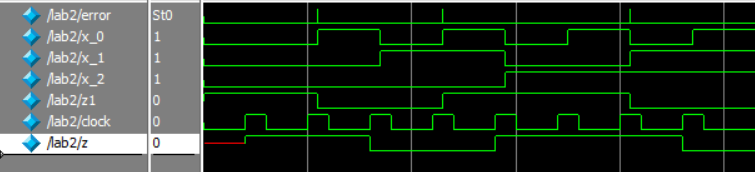 /lab2/error St0
/lab2/x_0 1
/lab2/x_1 1
/lab2/x_2 1
/lab2/z1 0
/lab2/clock 0
/lab2/z 0